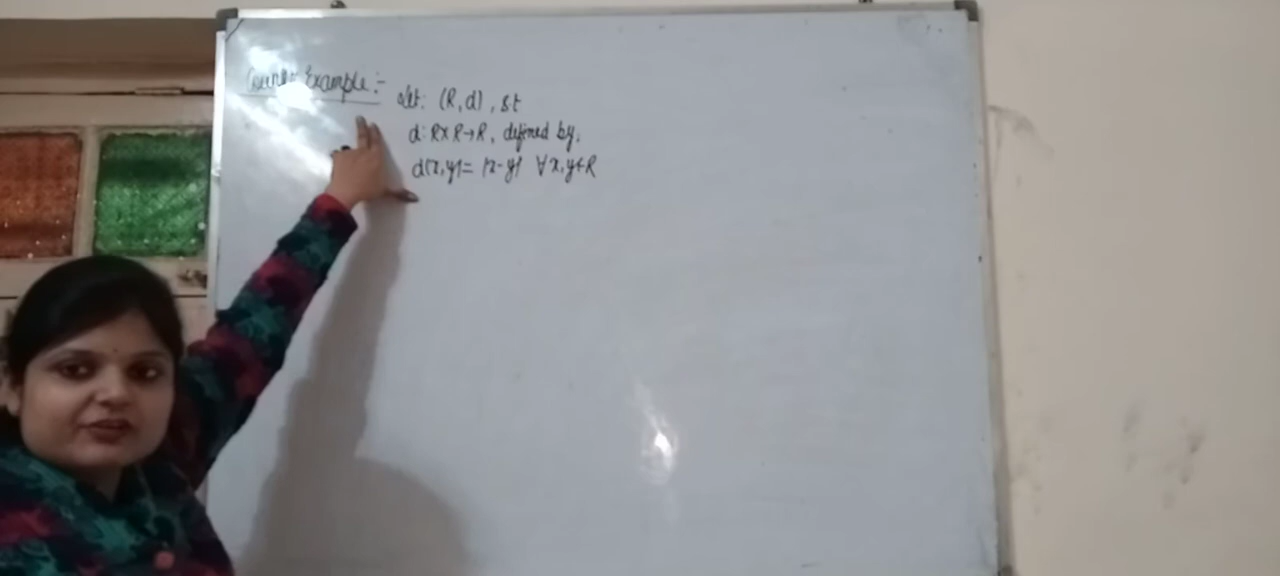 Counter Example :-
Let: (R, d), s.t
d: R×R→R, defined by,
d(x,y)= |x-y| ∀ x,y∈R